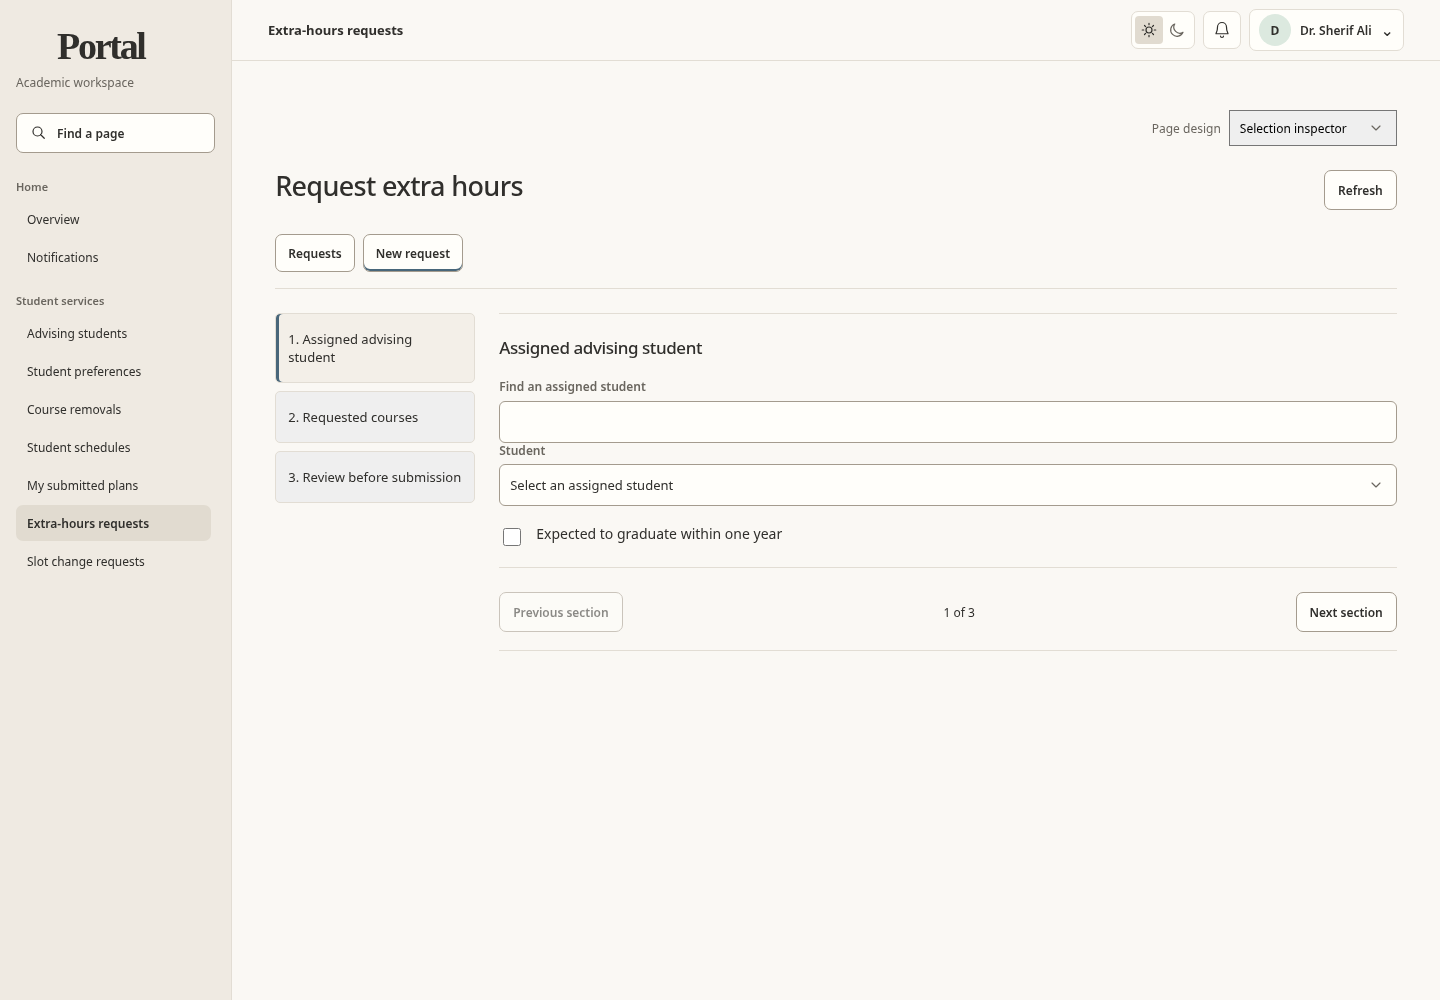 Portal
Academic workspace
Find a page
Home
Overview
Notifications
Student services
Advising students
Student preferences
Course removals
Student schedules
My submitted plans
Extra-hours requests
Slot change requests
Extra-hours requests
D
Dr. Sherif Ali
Page design
Selection inspector
Request extra hours
Refresh
Requests
New request
1. Assigned advising
student
2. Requested courses
3. Review before submission
Assigned advising student
Find an assigned student
Student
Select an assigned student
Expected to graduate within one year
Previous section
1 of 3
Next section